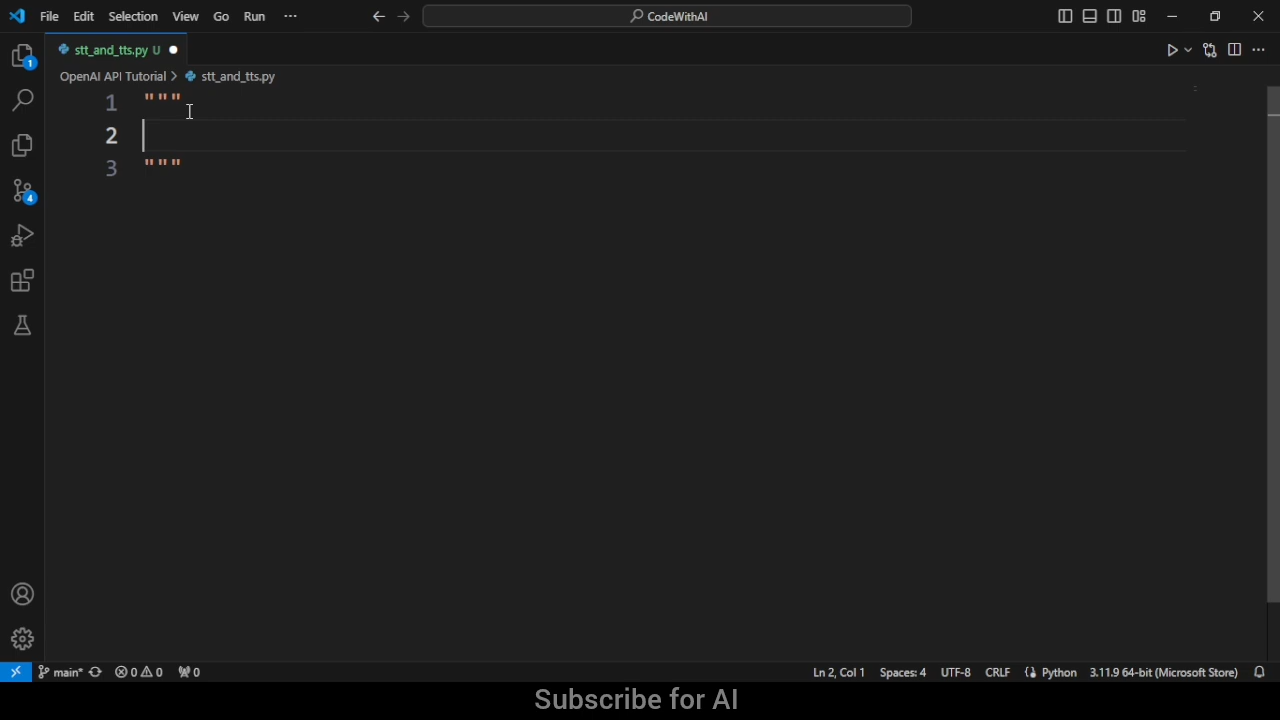 File Edit Selection View Go Run ··· CodeWithAI
stt_and_tts.py U
OpenAI API Tutorial > stt_and_tts.py
1 """
2
3 """
1
4
main* 0 0 0 Ln 2, Col 1 Spaces: 4 UTF-8 CRLF Python 3.11.9 64-bit (Microsoft Store)
Subscribe for AI